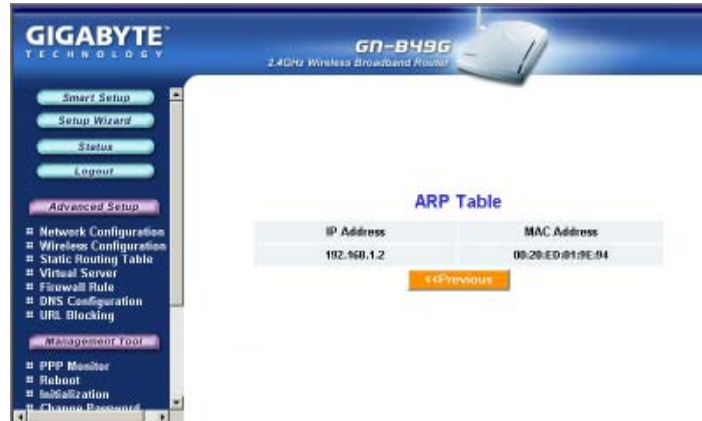 GIGABYTE
TECHNOLOGY
GN-B49G
2.4GHz Wireless Broadband Router
Smart Setup
Setup Wizard
Status
Logout
Advanced Setup
Network Configuration
Wireless Configuration
Static Routing Table
Virtual Server
Firewall Rule
DNS Configuration
URL Blocking
Management Tool
PPP Monitor
Reboot
Initialization
Change Password
ARP Table
IP Address MAC Address
192.168.1.2 00:20:ED:01:9E:94
<<Previous